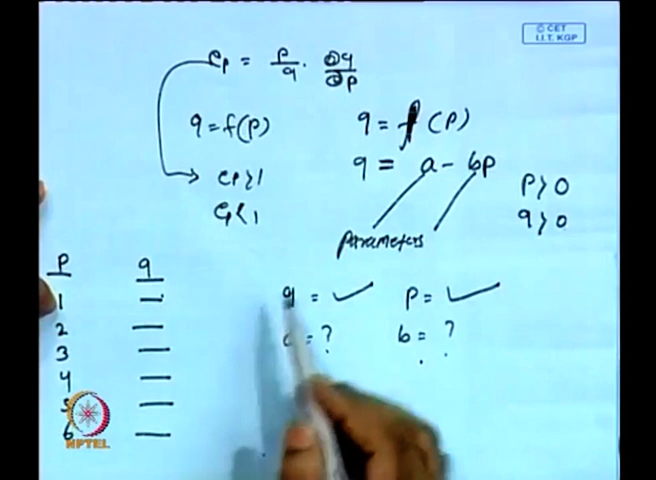 © CET
I.I.T. KGP
ep = p/q . ∂q/∂p
q = f(p)
q = f (p)
ep > 1
ep < 1
q = a - bp
p > 0
q > 0
Parameters
p q
1 —
2 —
3 —
4 —
5 —
6 —
q = ✓ p = ✓
= ? b = ?
NPTEL